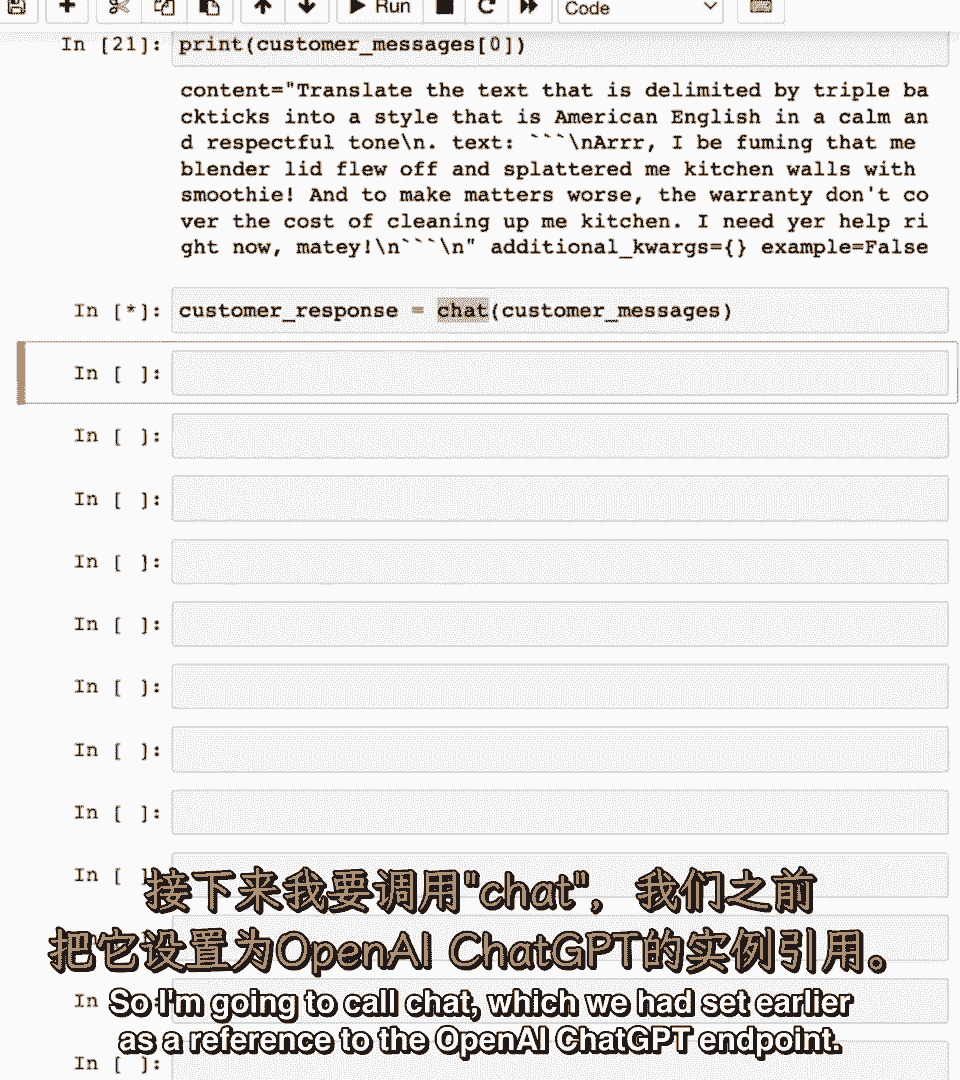 Run
Code
In [21]: print(customer_messages[0])
content="Translate the text that is delimited by triple ba
ckticks into a style that is American English in a calm an
d respectful tone\n. text: ```\nArrr, I be fuming that me
blender lid flew off and splattered me kitchen walls with
smoothie! And to make matters worse, the warranty don't co
ver the cost of cleaning up me kitchen. I need yer help ri
ght now, matey!\n```\n" additional_kwargs={} example=False
In [*]: customer_response = chat(customer_messages)
In [ ]:
In [ ]:
In [ ]:
In [ ]:
In [ ]:
In [ ]:
In [ ]:
In [ ]:
In [ ]:
接下来我要调用"chat"，我们之前
把它设置为OpenAI ChatGPT的实例引用。
In
So I'm going to call chat, which we had set earlier
as a reference to the OpenAI ChatGPT endpoint.
In [ ]: